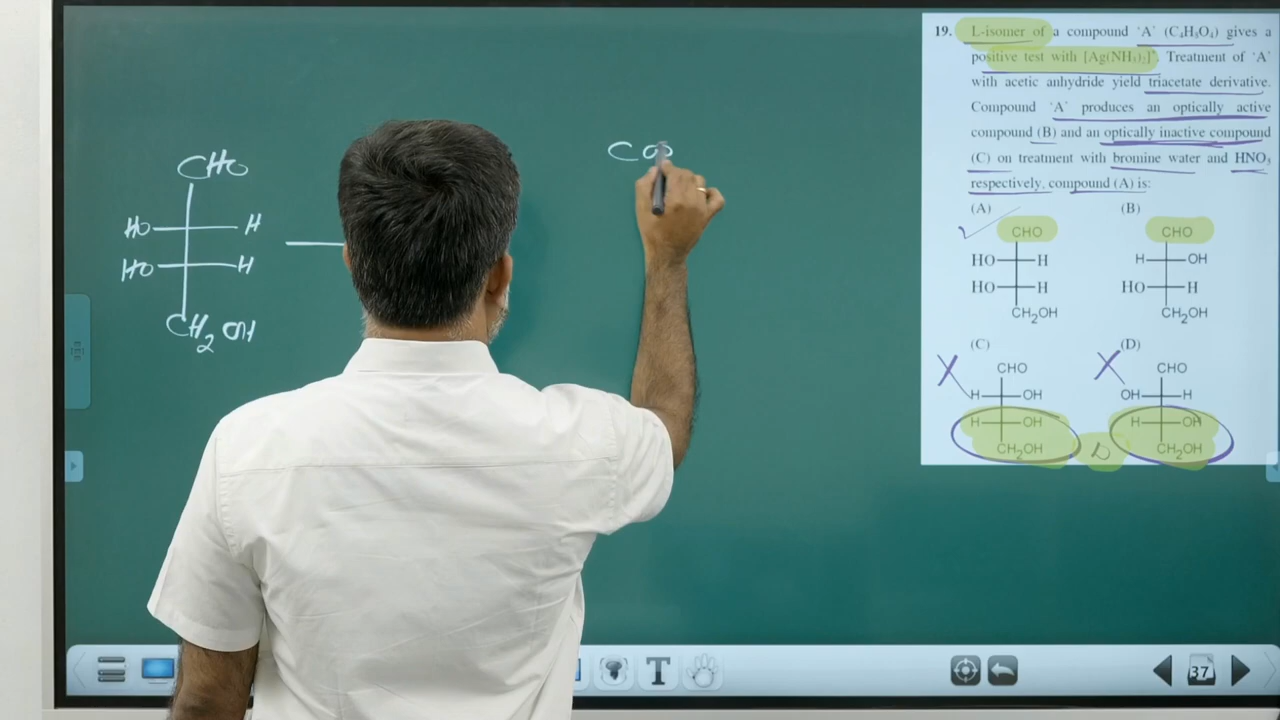 CHO
HO H
HO H
CH2OH
CO
19. L-isomer of a compound 'A' (C4H8O4) gives a
positive test with [Ag(NH3)2]+. Treatment of 'A'
with acetic anhydride yield triacetate derivative.
Compound 'A' produces an optically active
compound (B) and an optically inactive compound
(C) on treatment with bromine water and HNO3
respectively, compound (A) is:
(A) (B)
CHO CHO
HO H H OH
HO H HO H
CH2OH CH2OH
(C) (D)
CHO CHO
H OH OH H
H OH H OH
CH2OH D CH2OH
T 37